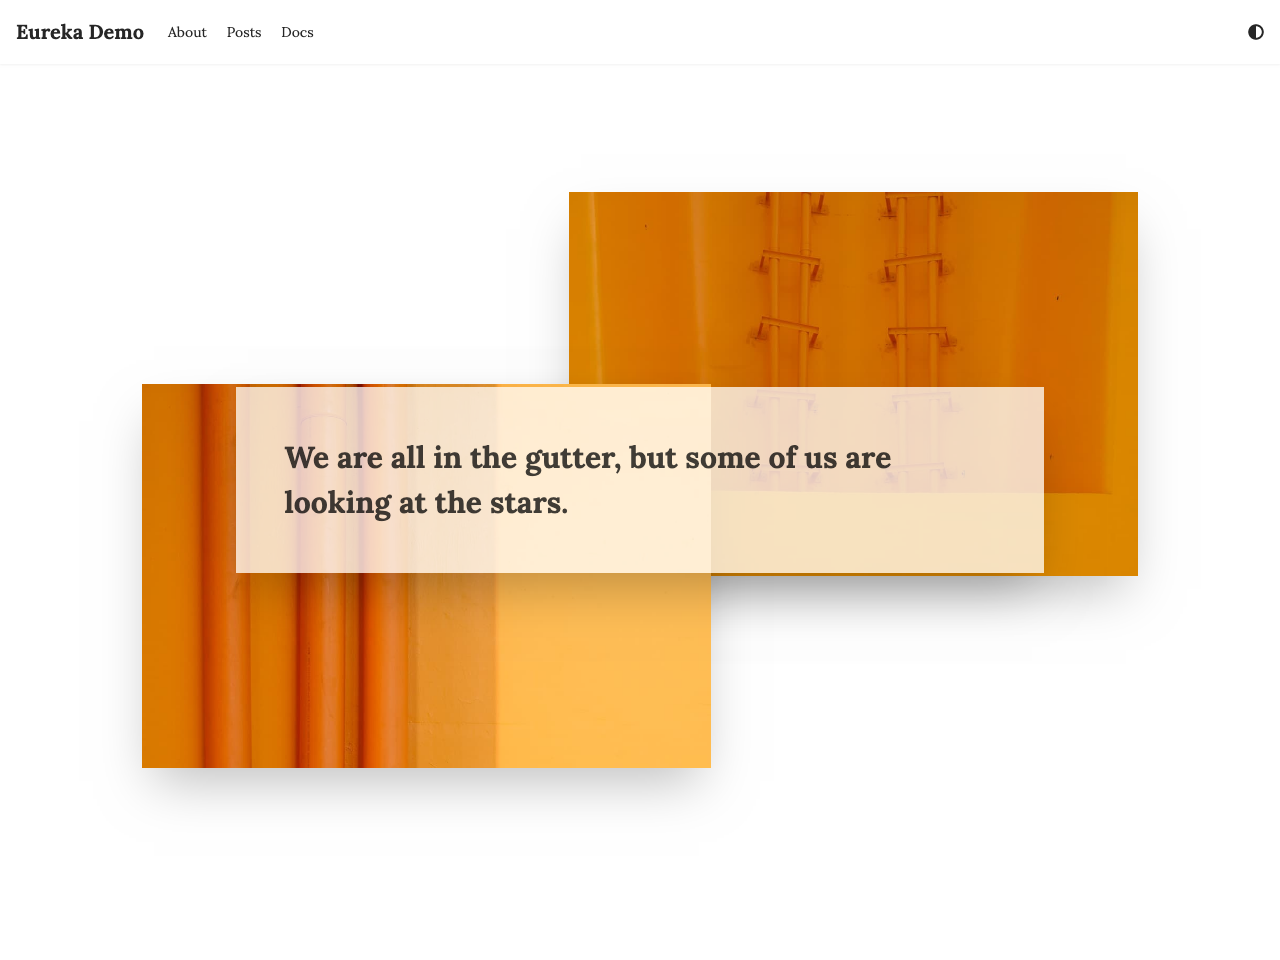 Eureka Demo About Posts Docs
We are all in the gutter, but some of us are
looking at the stars.